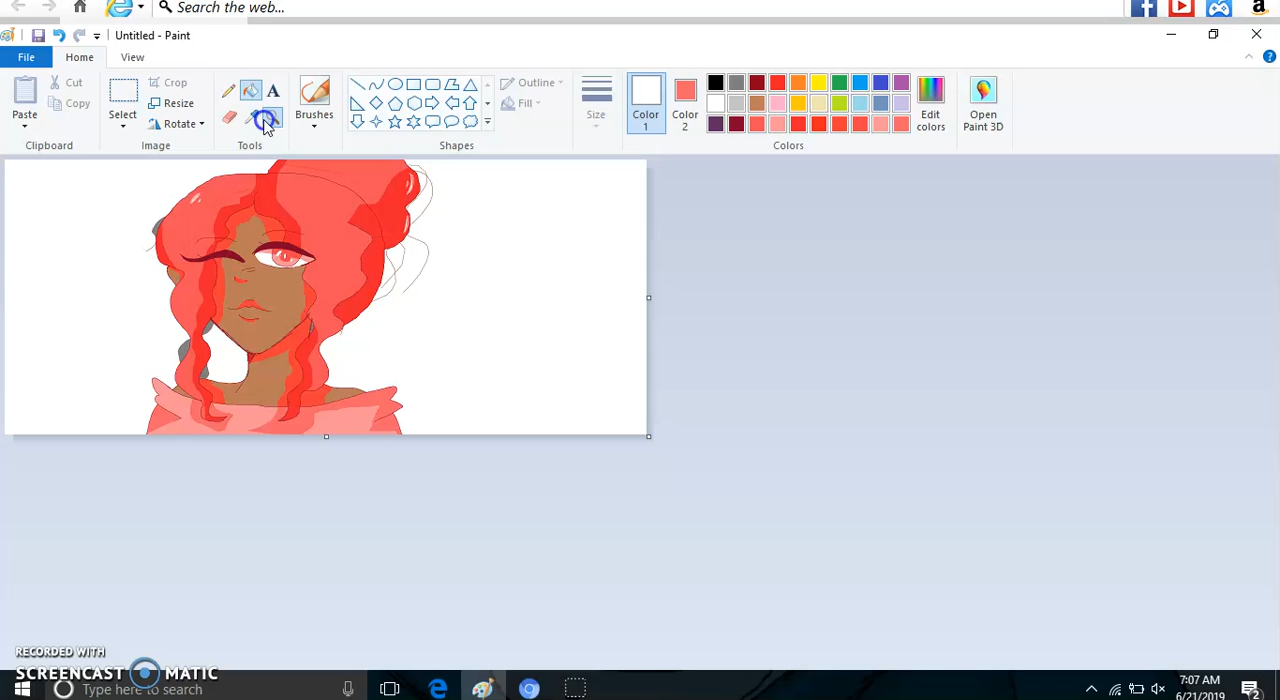 Search the web...
Untitled - Paint
File Home View
Cut
Copy
Paste
Clipboard
Crop
Resize
Rotate
Select
Image
A
Tools
Brushes
Outline
Fill
Shapes
Size
Color 1
Color 2
Colors
Edit colors
Open Paint 3D
RECORDED WITH
SCREENCAST MATIC
Type here to search
7:07 AM
6/21/2019
2